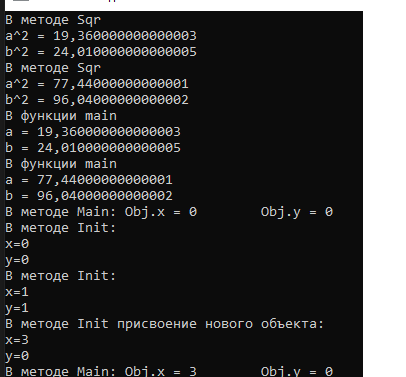 В методе Sqr
a^2 = 19,360000000000003
b^2 = 24,010000000000005
В методе Sqr
a^2 = 77,44000000000001
b^2 = 96,04000000000002
В функции main
a = 19,360000000000003
b = 24,010000000000005
В функции main
a = 77,44000000000001
b = 96,04000000000002
В методе Main: Obj.x = 0 Obj.y = 0
В методе Init:
x=0
y=0
В методе Init:
x=1
y=1
В методе Init присвоение нового объекта:
x=3
y=0
В методе Main: Obj.x = 3 Obj.y = 0